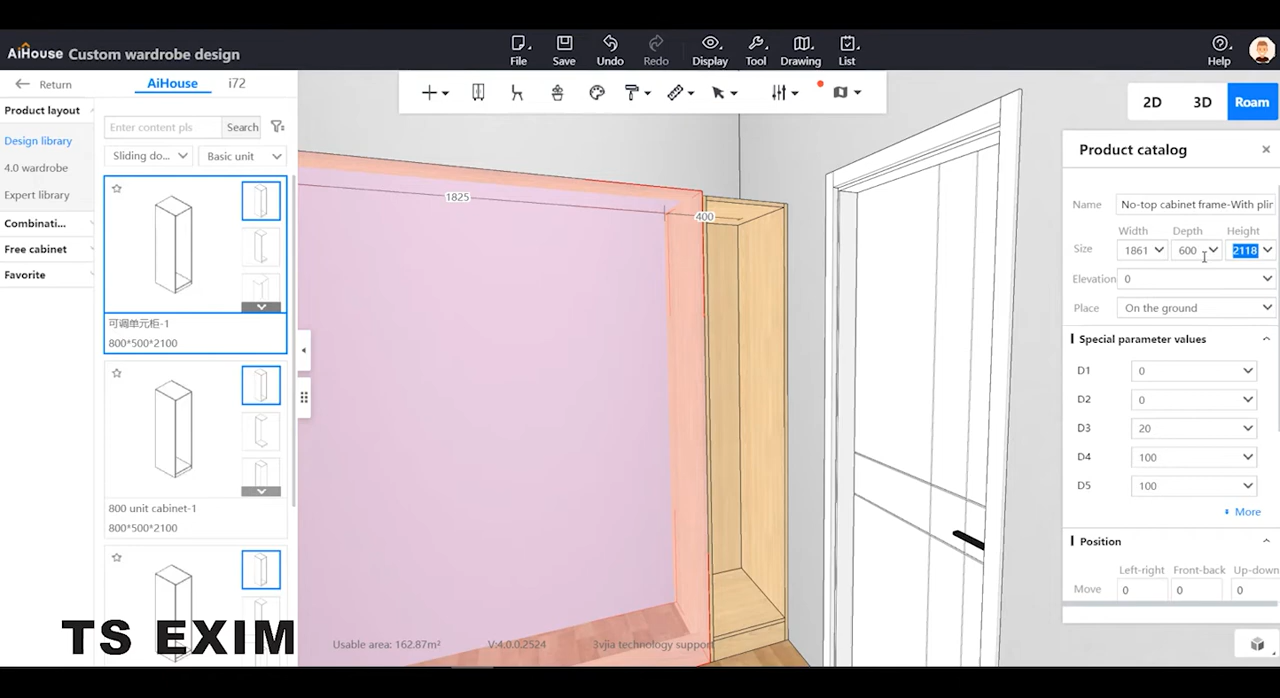 AiHouse Custom wardrobe design
File
Save
Undo
Redo
Display
Tool
Drawing
List
Help
Return
AiHouse
i72
2D
3D
Roam
Product layout
Design library
4.0 wardrobe
Expert library
Combinati...
Free cabinet
Favorite
Enter content pls
Search
Sliding do...
Basic unit
可调单元柜-1
800*500*2100
800 unit cabinet-1
800*500*2100
1825
400
Product catalog
Name
No-top cabinet frame-With plin
Width
Depth
Height
Size
1861
600
2118
Elevation
0
Place
On the ground
Special parameter values
D1
0
D2
0
D3
20
D4
100
D5
100
More
Position
Left-right
Front-back
Up-down
Move
0
0
0
TS EXIM
Usable area: 162.87m²
V:4.0.0.2524
3vjia technology support